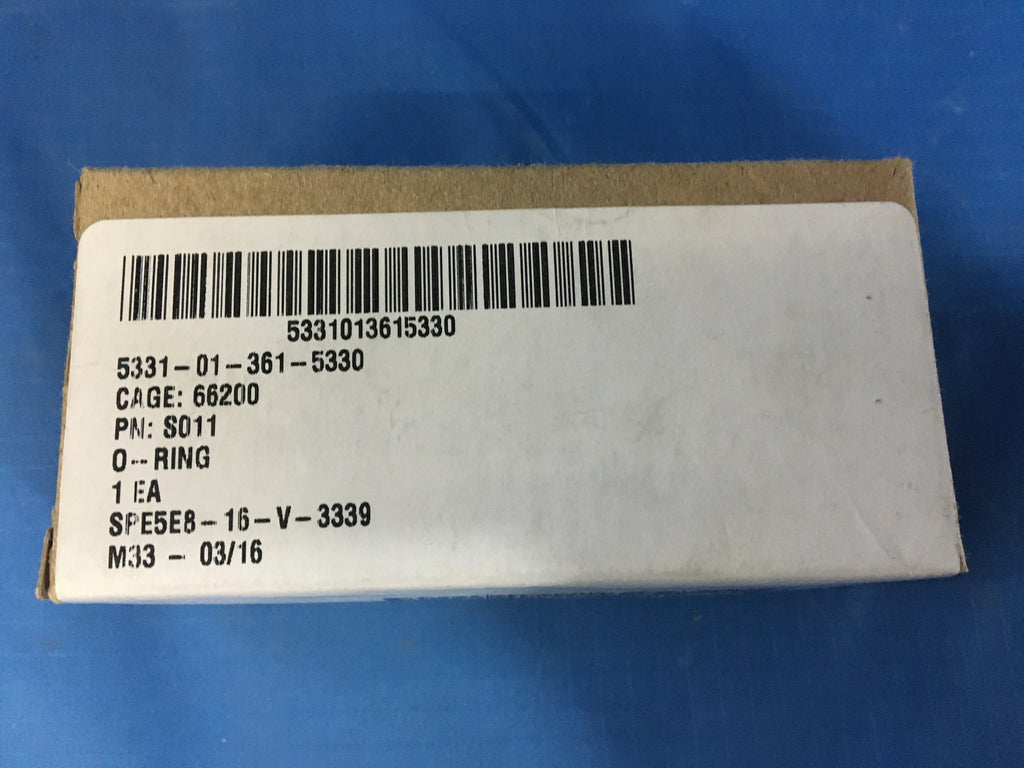 5331013615330
5331-01-361-5330
CAGE: 66200
PN: S011
O--RING
1 EA
SPE5E8-16-V-3339
M33 - 03/16